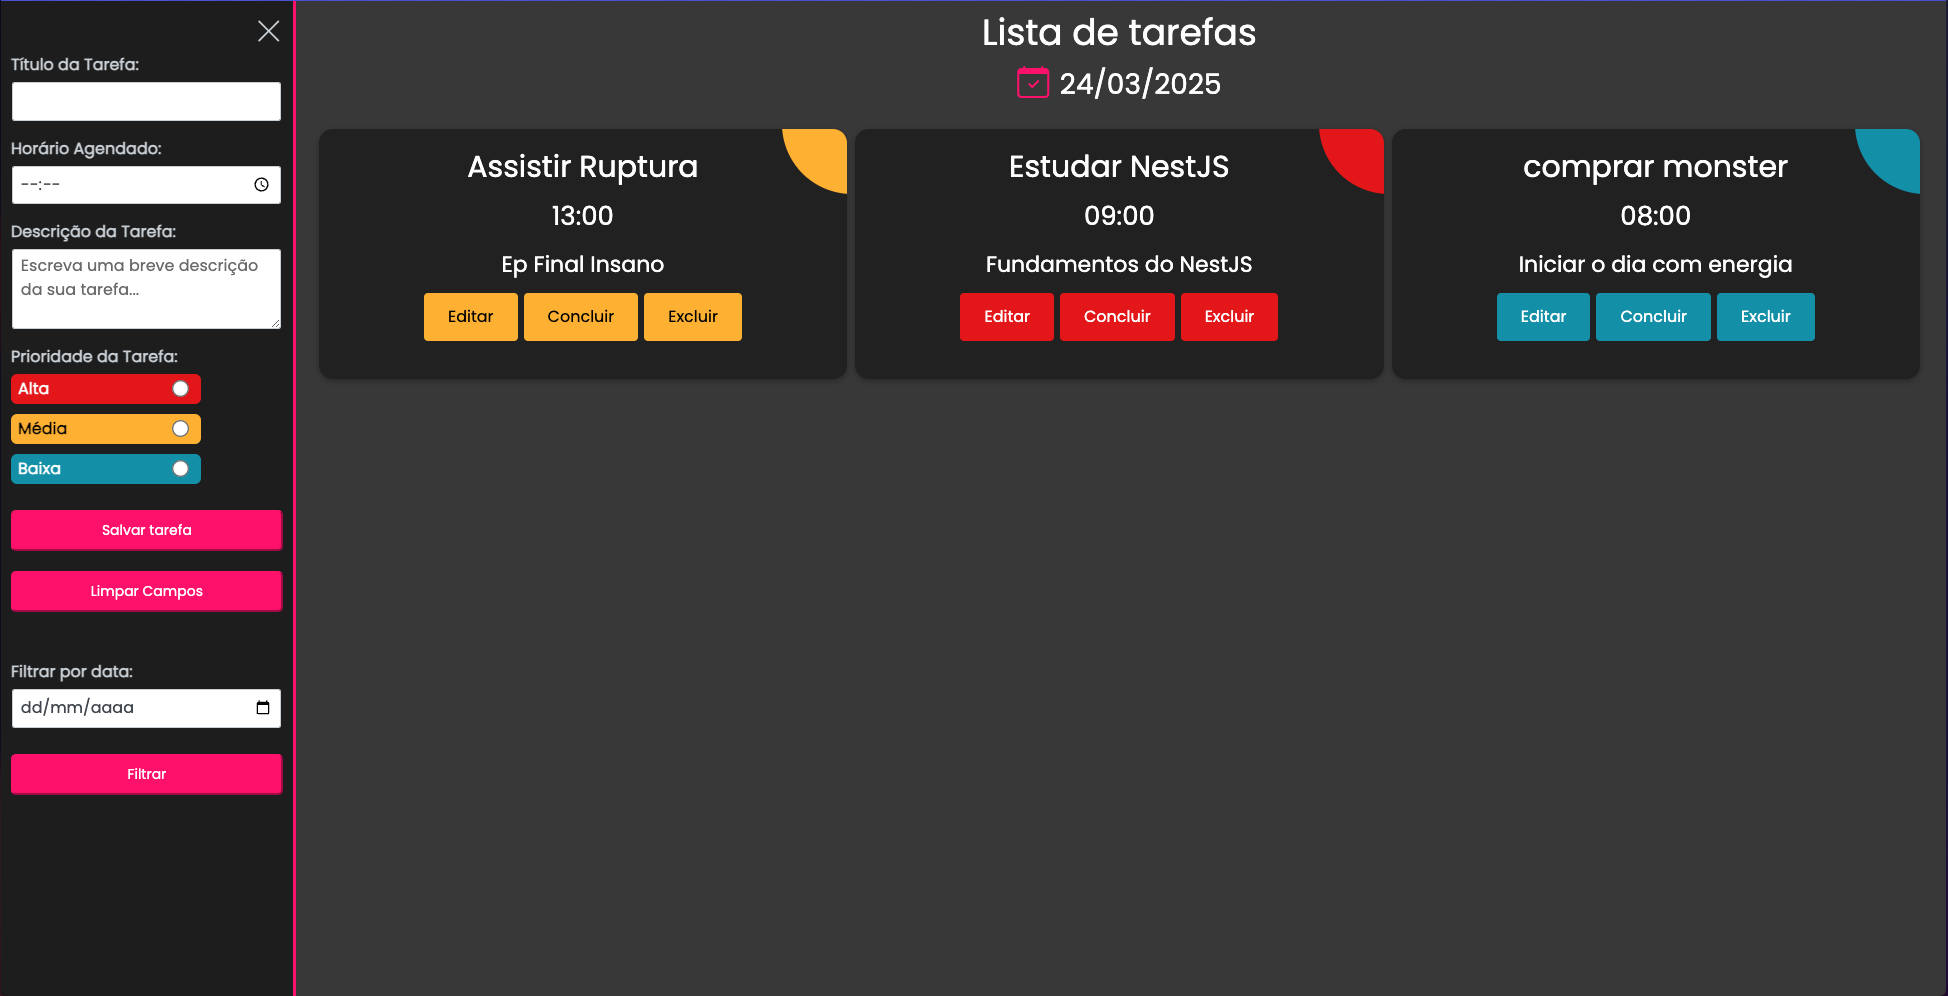 Título da Tarefa:
Horário Agendado:
--:--
Descrição da Tarefa:
Escreva uma breve descrição
da sua tarefa...
Prioridade da Tarefa:
Alta
Média
Baixa
Salvar tarefa
Limpar Campos
Filtrar por data:
dd/mm/aaaa
Filtrar
Lista de tarefas
24/03/2025
Assistir Ruptura
13:00
Ep Final Insano
Editar Concluir Excluir
Estudar NestJS
09:00
Fundamentos do NestJS
Editar Concluir Excluir
comprar monster
08:00
Iniciar o dia com energia
Editar Concluir Excluir